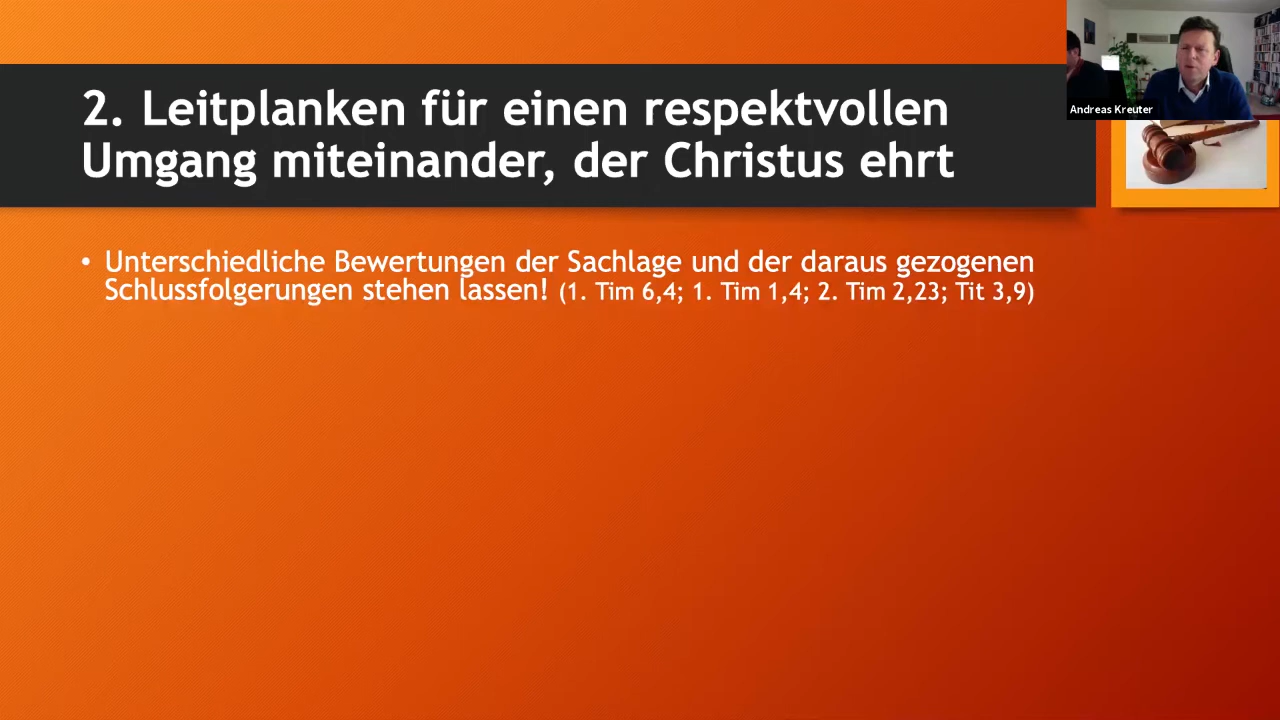 2. Leitplanken für einen respektvollen
Umgang miteinander, der Christus ehrt
Andreas Kreuter
• Unterschiedliche Bewertungen der Sachlage und der daraus gezogenen
Schlussfolgerungen stehen lassen! (1. Tim 6,4; 1. Tim 1,4; 2. Tim 2,23; Tit 3,9)